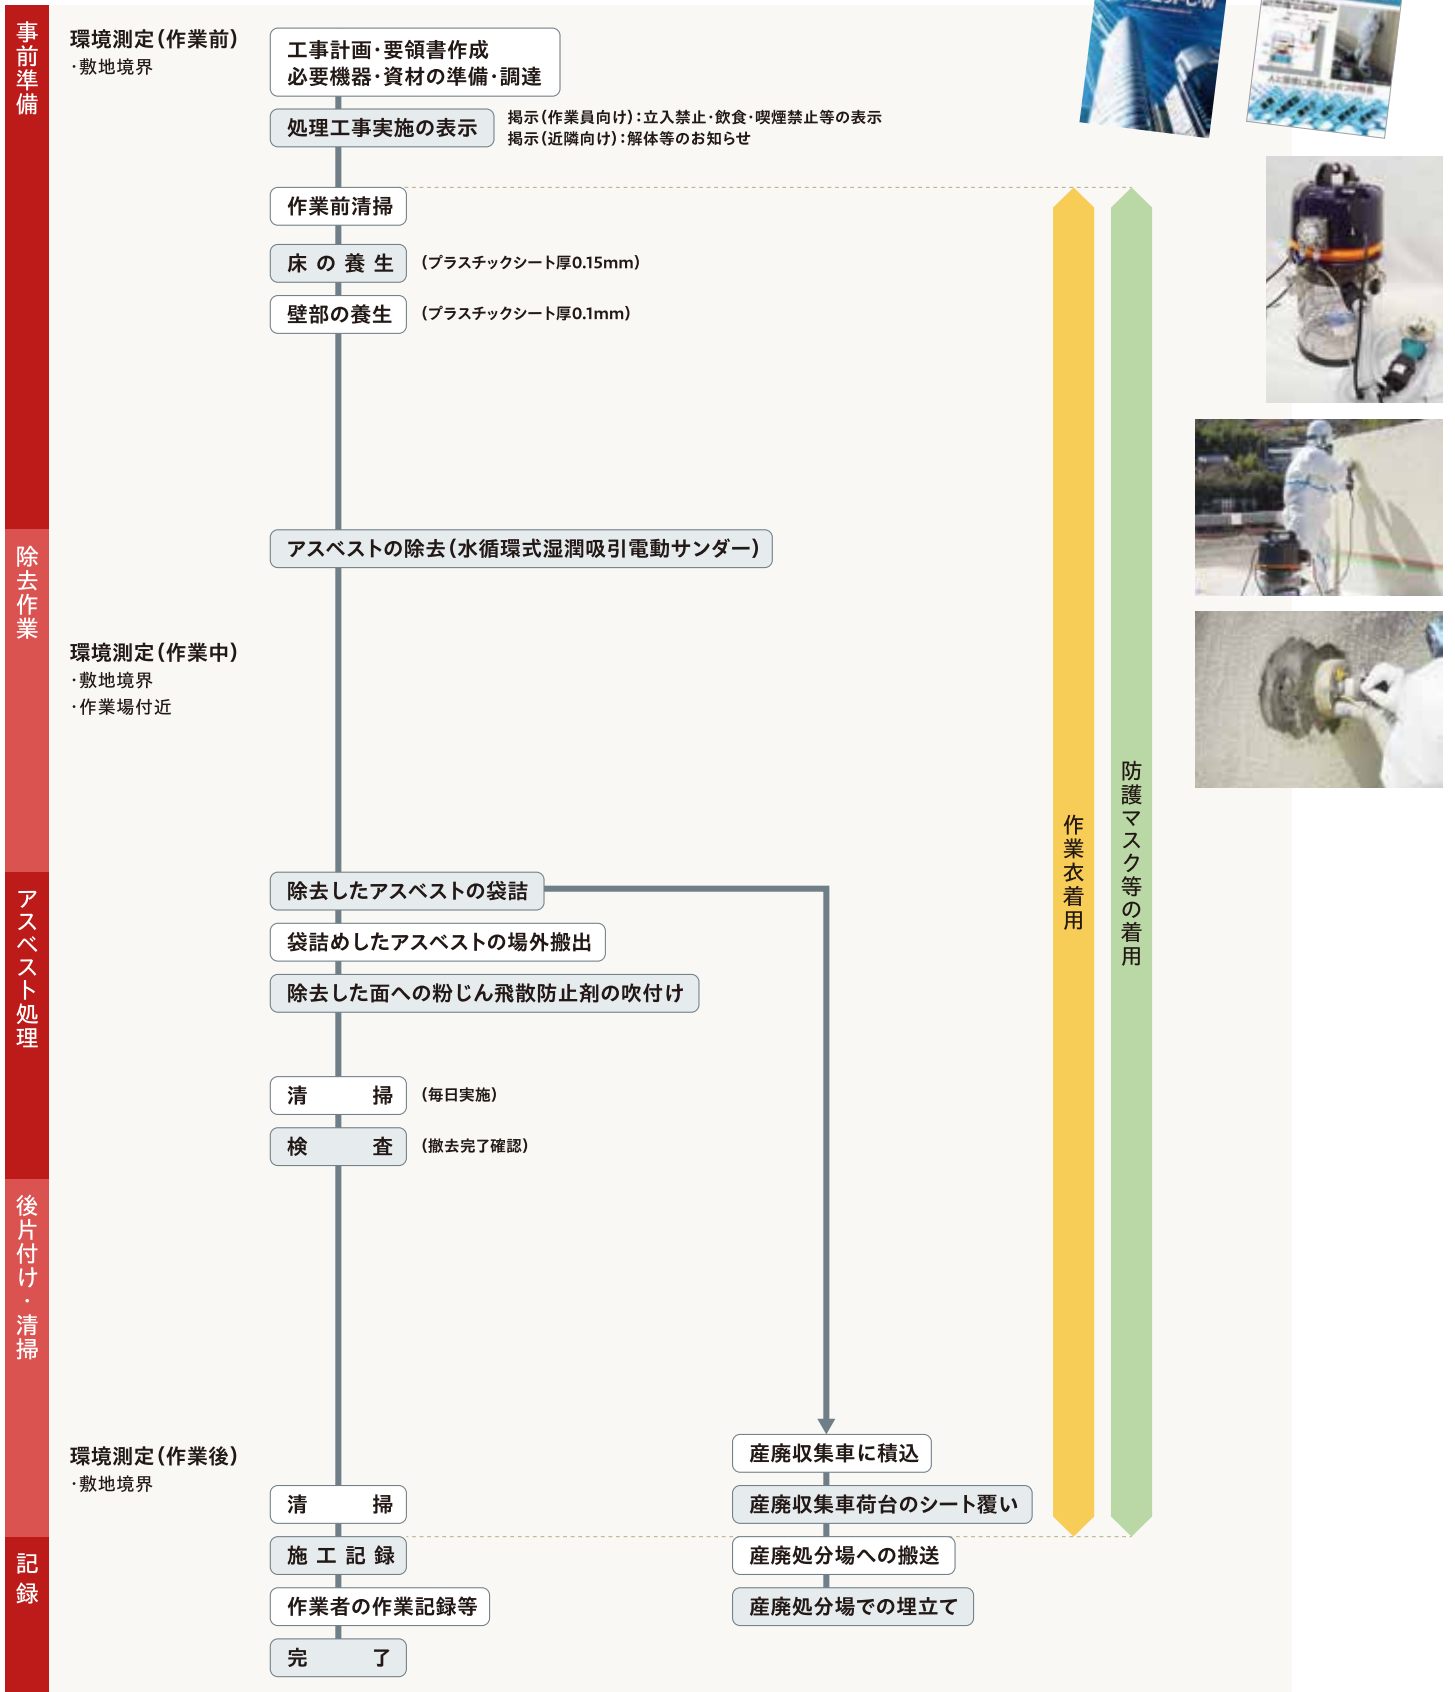 事前準備
環境測定（作業前）
・敷地境界
工事計画・要領書作成
必要機器・資材の準備・調達
処理工事実施の表示
掲示（作業員向け）：立入禁止・飲食・喫煙禁止等の表示
掲示（近隣向け）：解体等のお知らせ
作業前清掃
床の養生
（プラスチックシート厚0.15mm）
壁部の養生
（プラスチックシート厚0.1mm）
除去作業
アスベストの除去（水循環式湿潤吸引電動サンダー）
環境測定（作業中）
・敷地境界
・作業場付近
作業衣着用
防護マスク等の着用
アスベスト処理
除去したアスベストの袋詰
袋詰めしたアスベストの場外搬出
除去した面への粉じん飛散防止剤の吹付け
清掃
（毎日実施）
検査
（撤去完了確認）
後片付け・清掃
環境測定（作業後）
・敷地境界
清掃
産廃収集車に積込
産廃収集車荷台のシート覆い
記録
施工記録
作業者の作業記録等
完了
産廃処分場への搬送
産廃処分場での埋立て